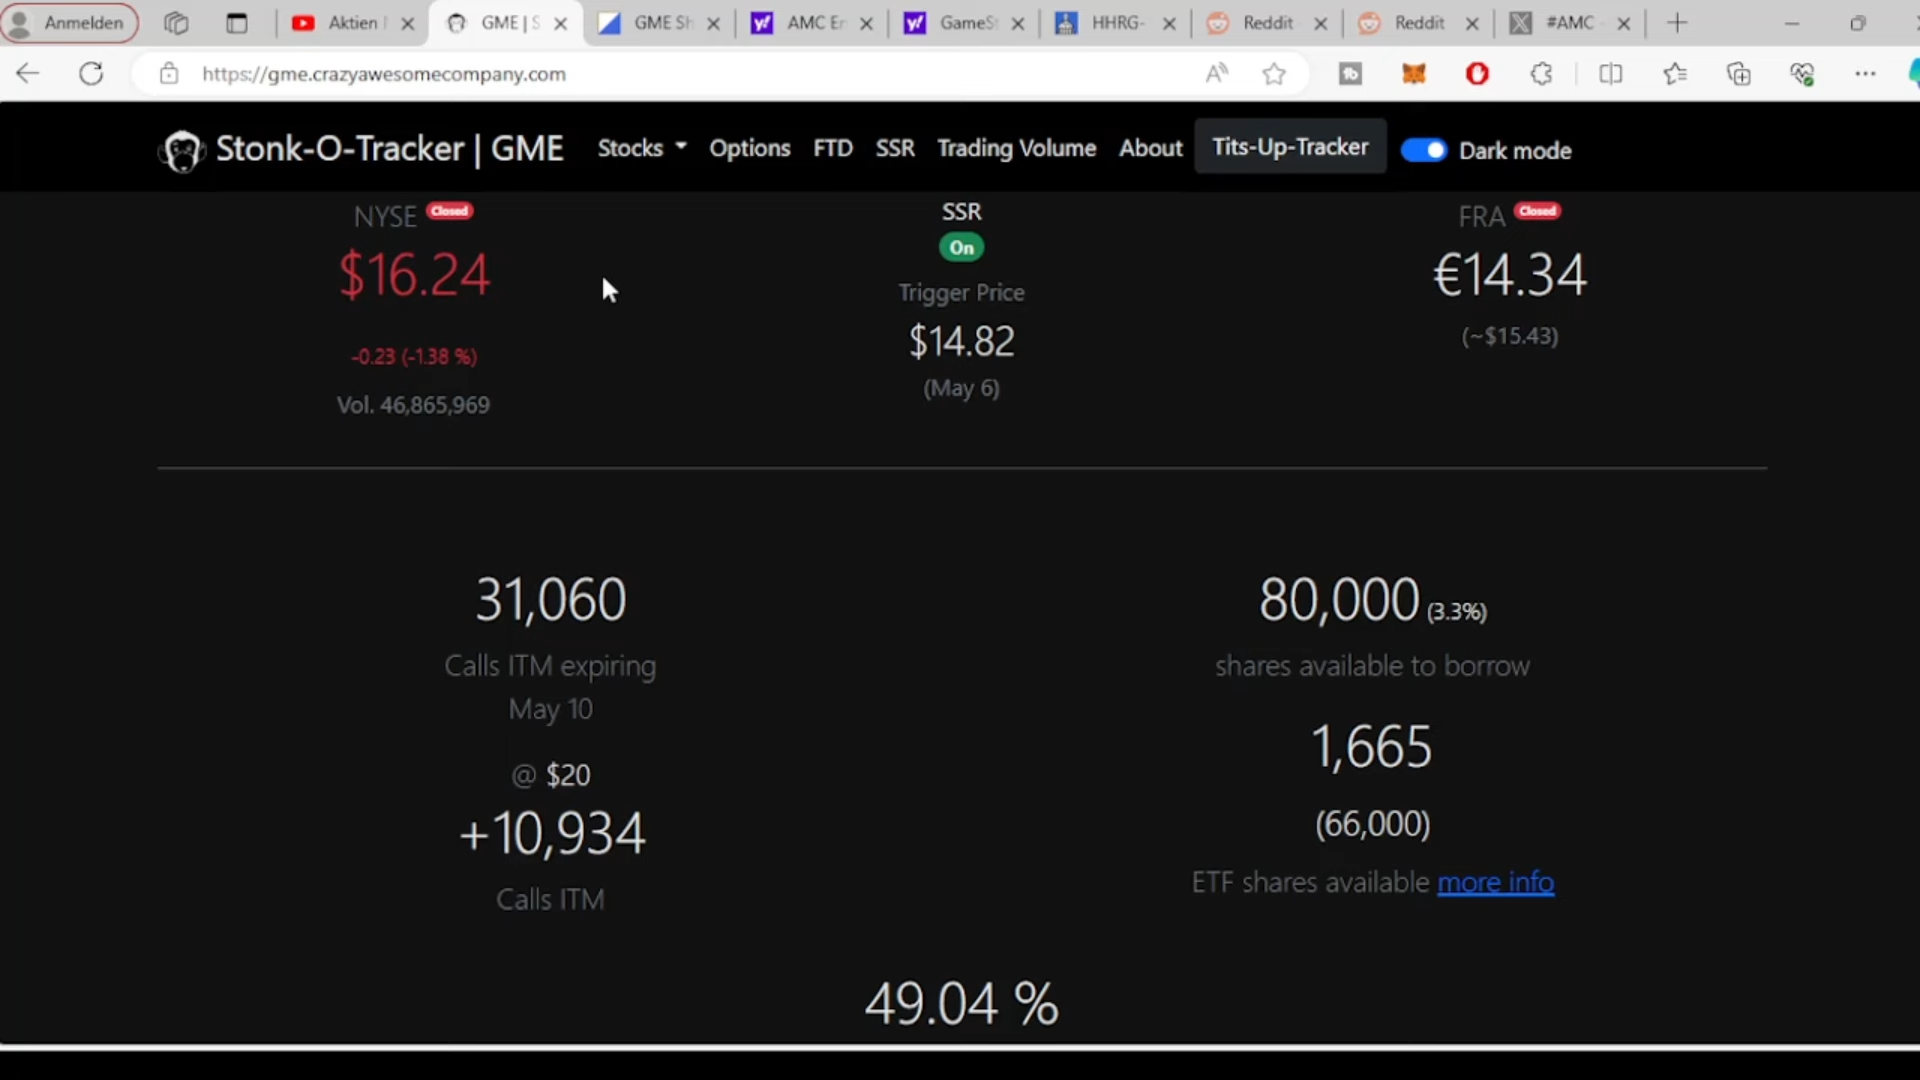 Anmelden
Aktien
GME | S
GME Sh
AMC En
GameSt
HHRG-
Reddit
Reddit
#AMC -
https://gme.crazyawesomecompany.com
Stonk-O-Tracker | GME
Stocks
Options
FTD
SSR
Trading Volume
About
Tits-Up-Tracker
Dark mode
NYSE Closed
$16.24
-0.23 (-1.38 %)
Vol. 46,865,969
SSR
On
Trigger Price
$14.82
(May 6)
FRA Closed
€14.34
(~$15.43)
31,060
Calls ITM expiring
May 10
@ $20
+10,934
Calls ITM
80,000 (3.3%)
shares available to borrow
1,665
(66,000)
ETF shares available more info
49.04 %